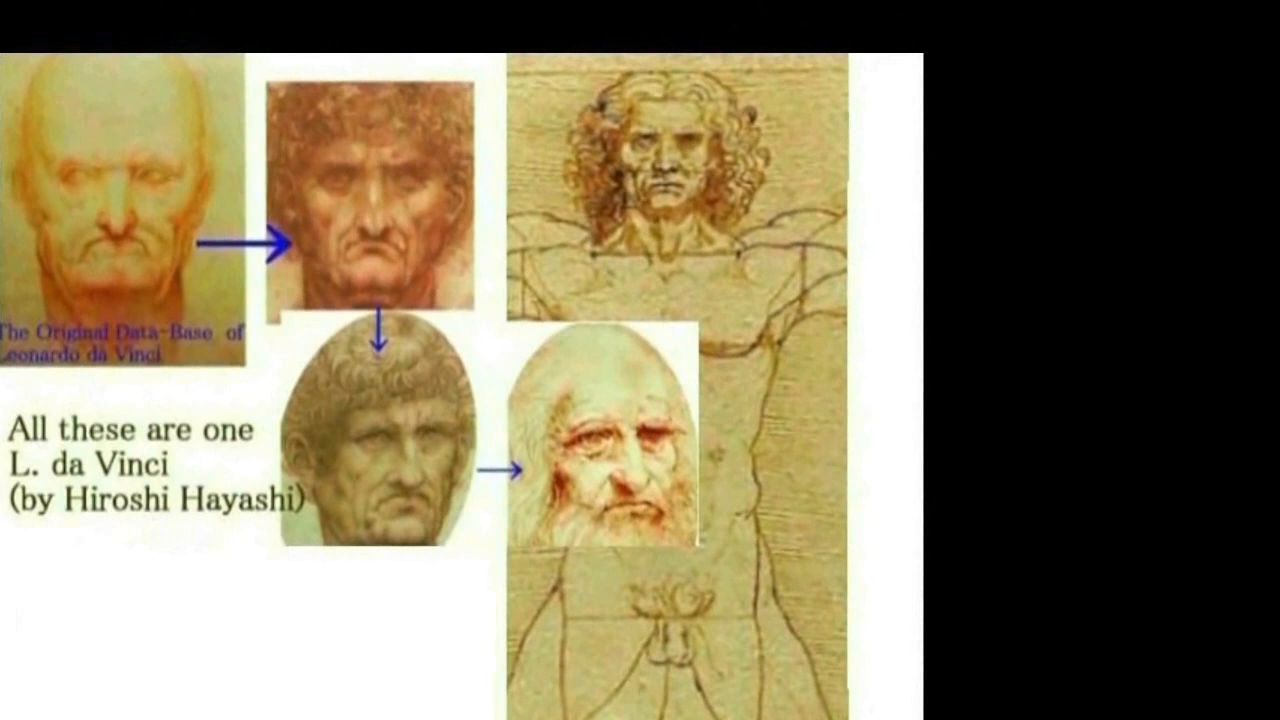 The Original Data-Base of
Leonardo da Vinci
All these are one
L. da Vinci
(by Hiroshi Hayashi)